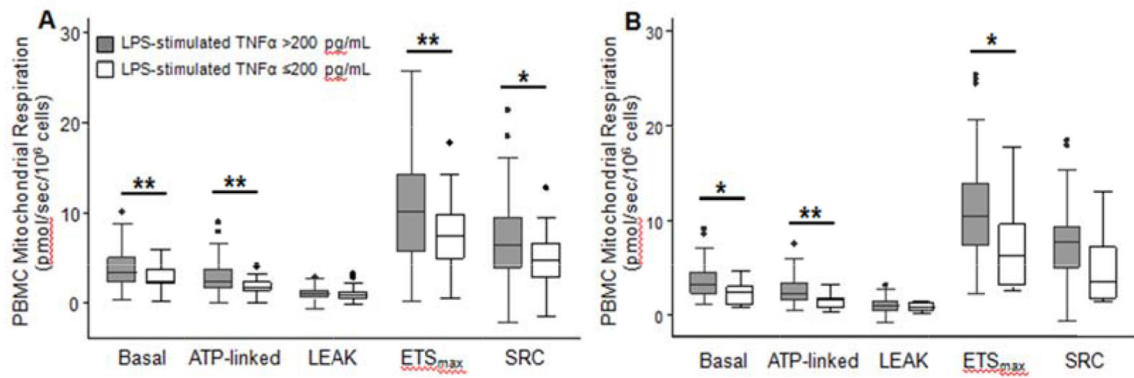 A
PBMC Mitochondrial Respiration
(pmol/sec/10⁶ cells)
30
20
10
0
LPS-stimulated TNFα >200 pg/mL
LPS-stimulated TNFα ≤200 pg/mL
**
**
**
*
Basal ATP-linked LEAK ETSmax SRC
B
PBMC Mitochondrial Respiration
(pmol/sec/10⁶ cells)
30
20
10
0
*
**
*
Basal ATP-linked LEAK ETSmax SRC